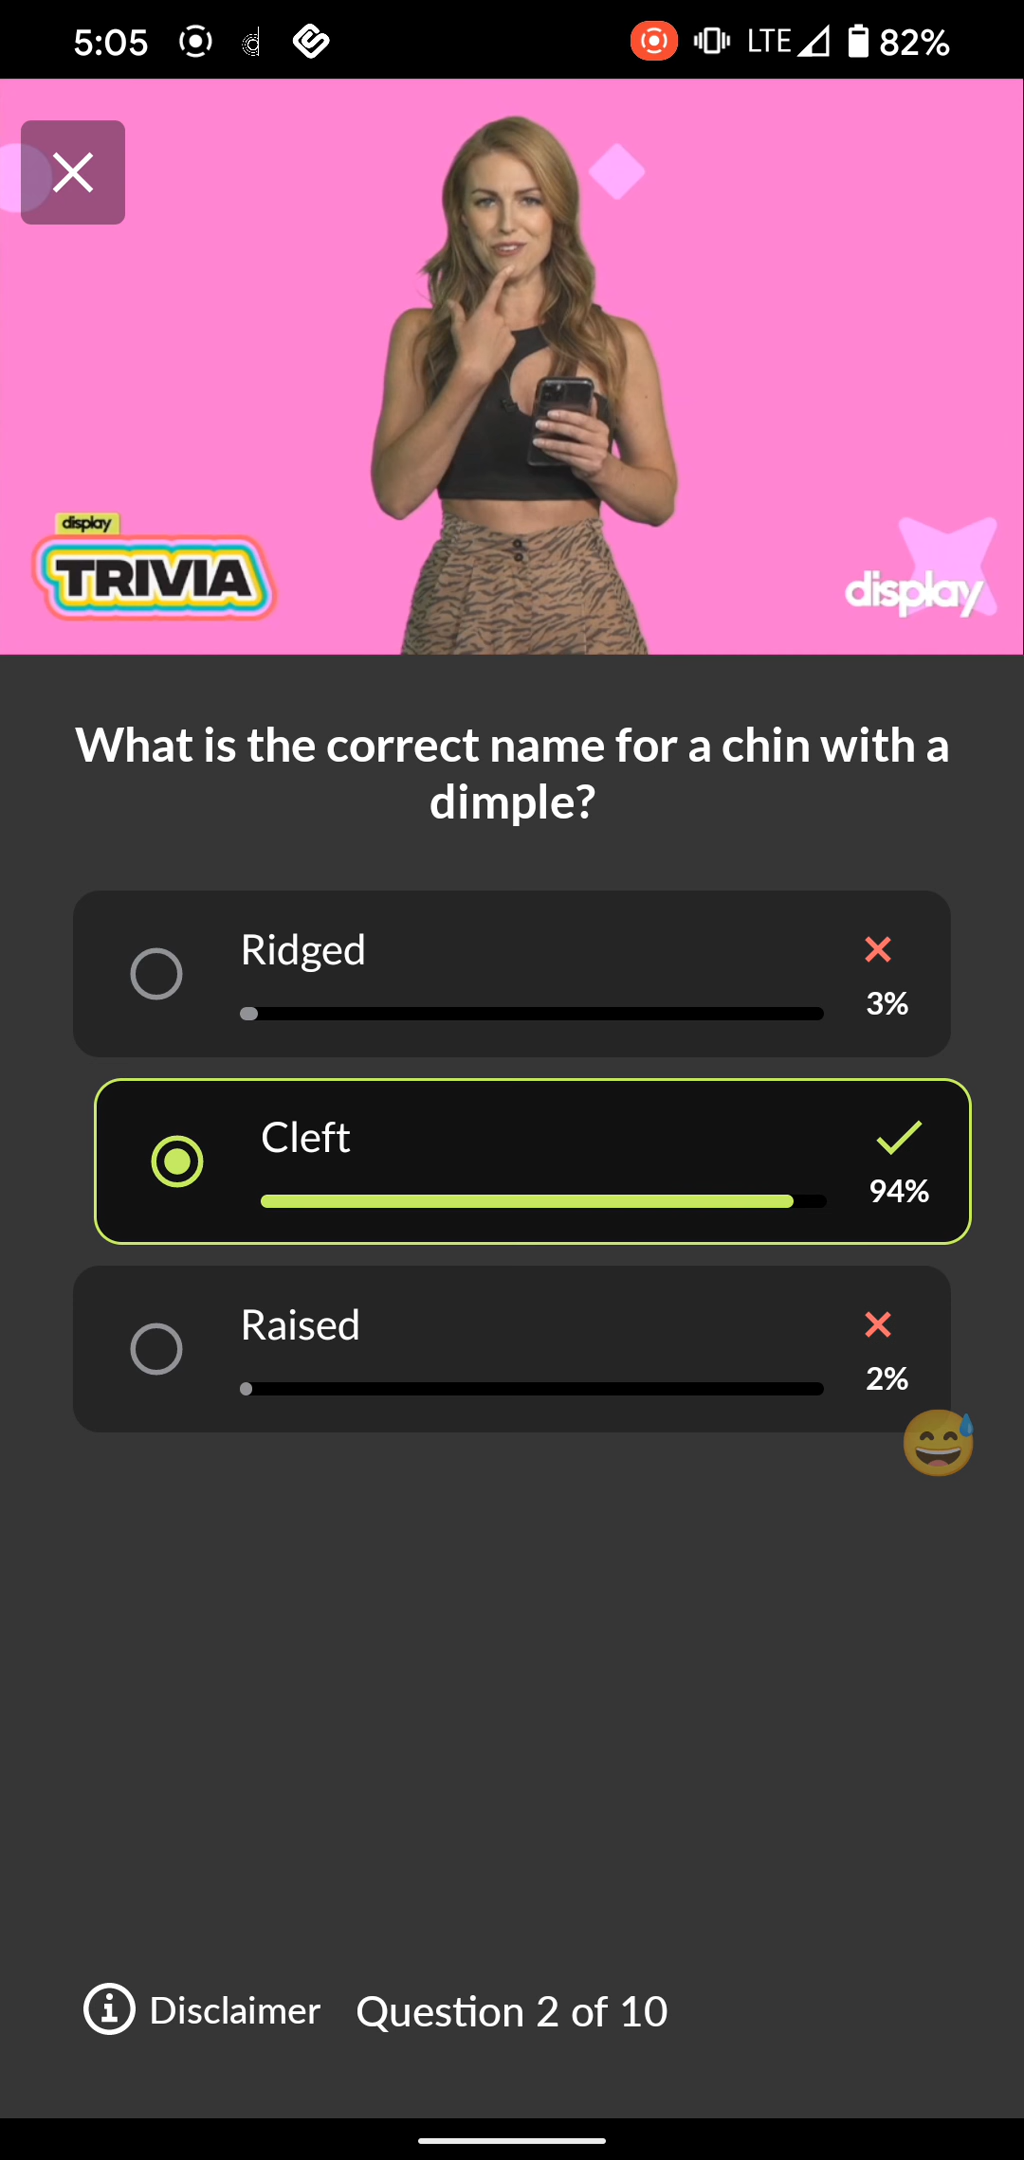 5:05
LTE
82%
display
TRIVIA
display
What is the correct name for a chin with a
dimple?
Ridged
3%
Cleft
94%
Raised
2%
Disclaimer
Question 2 of 10